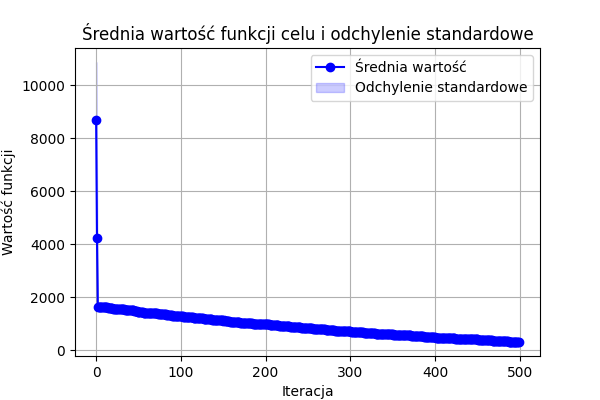 Średnia wartość funkcji celu i odchylenie standardowe
Średnia wartość
Odchylenie standardowe
Wartość funkcji
10000
8000
6000
4000
2000
0
0 100 200 300 400 500
Iteracja